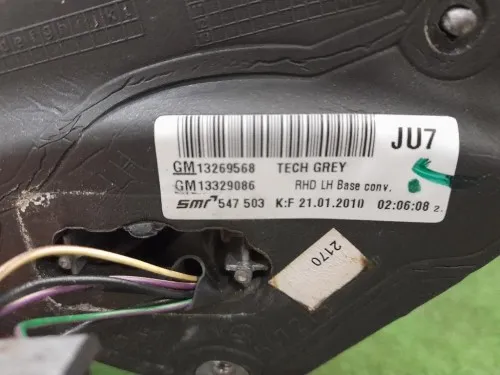 JU7
GM13269568 TECH GREY
GM13329086 RHD LH Base conv.
smr 547 503 K:F 21.01.2010 02:06:08 2.
2170